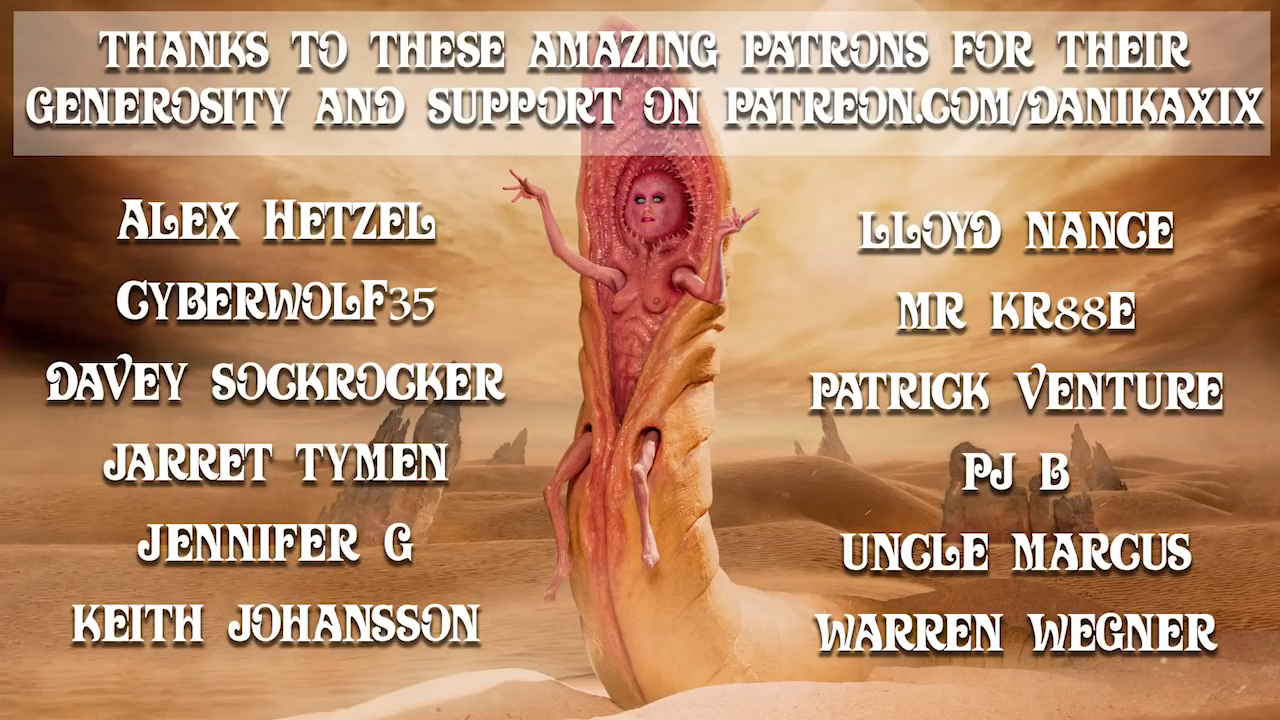 THANKS TO THESE AMAZING PATRONS FOR THEIR
GENEROSITY AND SUPPORT ON PATREON.COM/DANIKAXIX
ALEX HETZEL
CYBERWOLF35
DAVEY SOCKROCKER
JARRET TYMEN
JENNIFER G
KEITH JOHANSSON
LLOYD NANCE
MR KR88E
PATRICK VENTURE
PJ B
UNCLE MARCUS
WARREN WEGNER